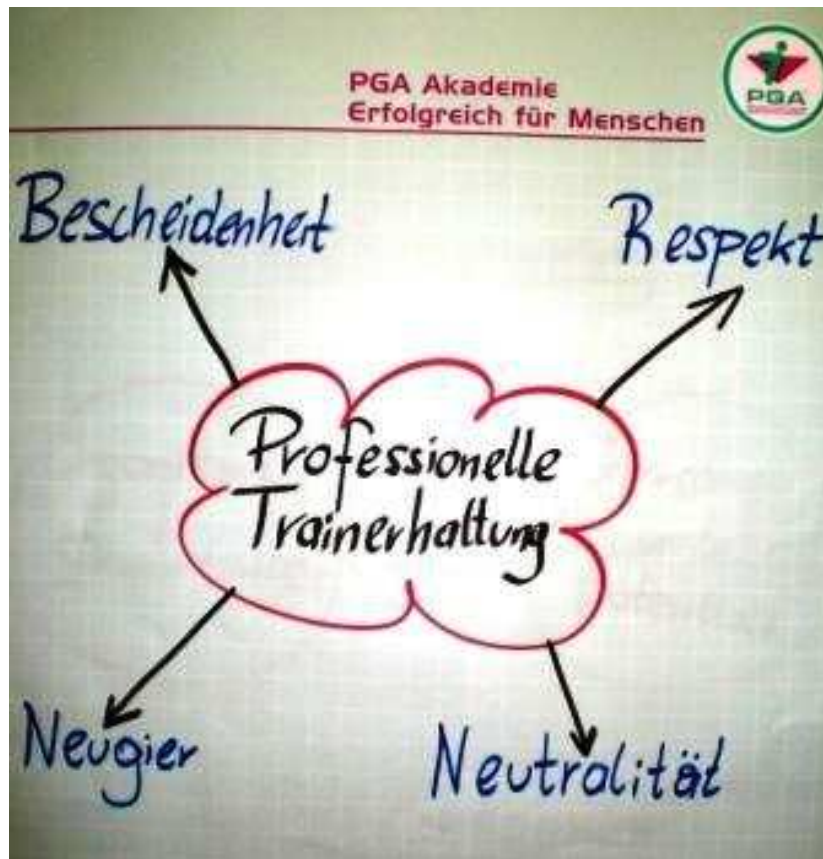 PGA Akademie
Erfolgreich für Menschen
PGA
Bescheidenheit
Respekt
Professionelle
Trainerhaltung
Neugier
Neutralität